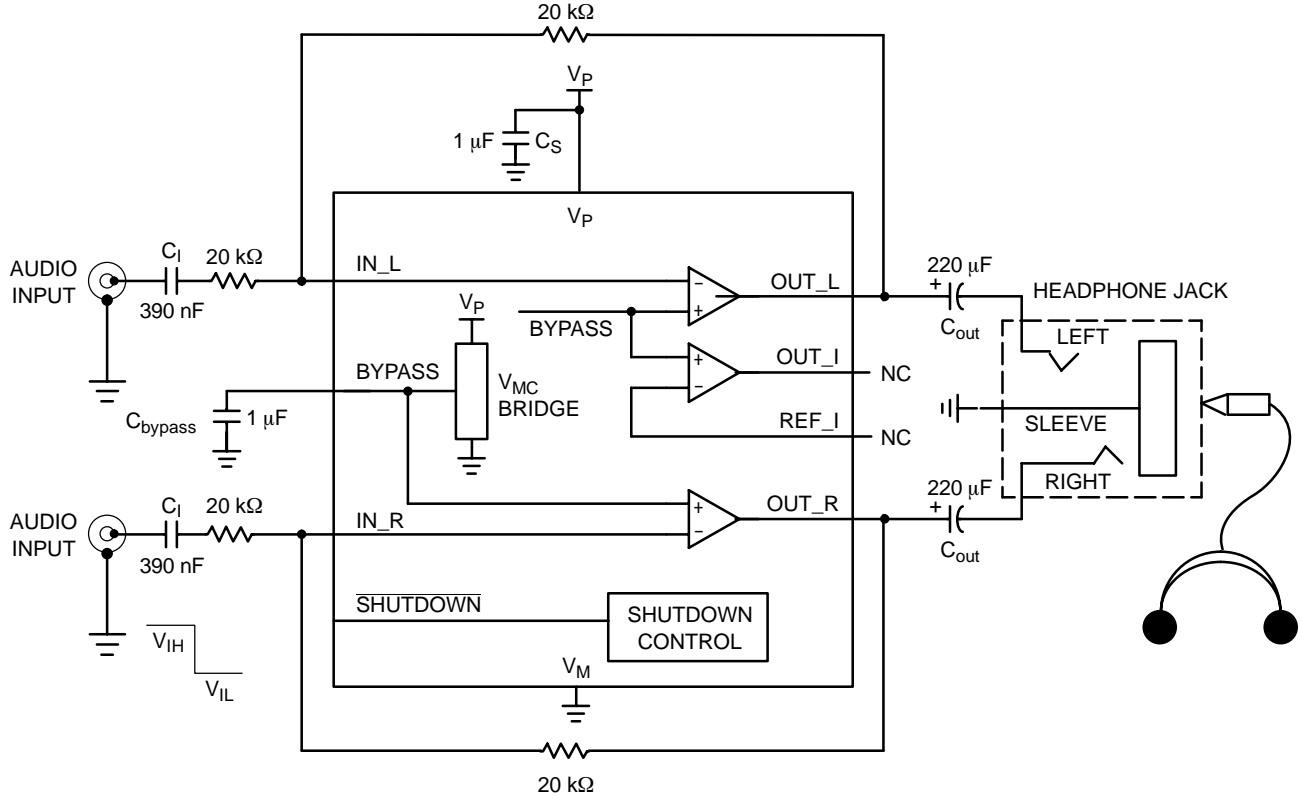 20 kΩ
V_P
1 μF
C_S
V_P
C_I
20 kΩ
AUDIO
INPUT
390 nF
IN_L
OUT_L
220 μF
+
C_out
HEADPHONE JACK
LEFT
−
+
V_P
BYPASS
+
−
OUT_I
NC
BYPASS
V_MC
BRIDGE
C_bypass
1 μF
REF_I
NC
SLEEVE
RIGHT
C_I
20 kΩ
AUDIO
INPUT
390 nF
IN_R
+
−
OUT_R
220 μF
+
C_out
SHUTDOWN
SHUTDOWN
CONTROL
V_IH
V_IL
V_M
20 kΩ